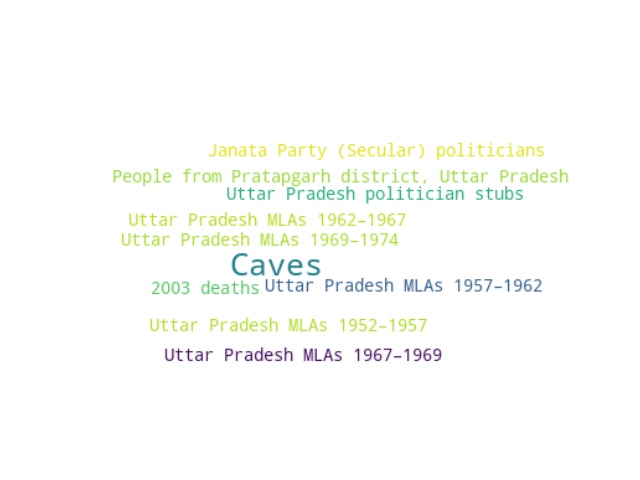 Janata Party (Secular) politicians
People from Pratapgarh district, Uttar Pradesh
Uttar Pradesh politician stubs
Uttar Pradesh MLAs 1962–1967
Uttar Pradesh MLAs 1969–1974
Caves
2003 deaths
Uttar Pradesh MLAs 1957–1962
Uttar Pradesh MLAs 1952–1957
Uttar Pradesh MLAs 1967–1969